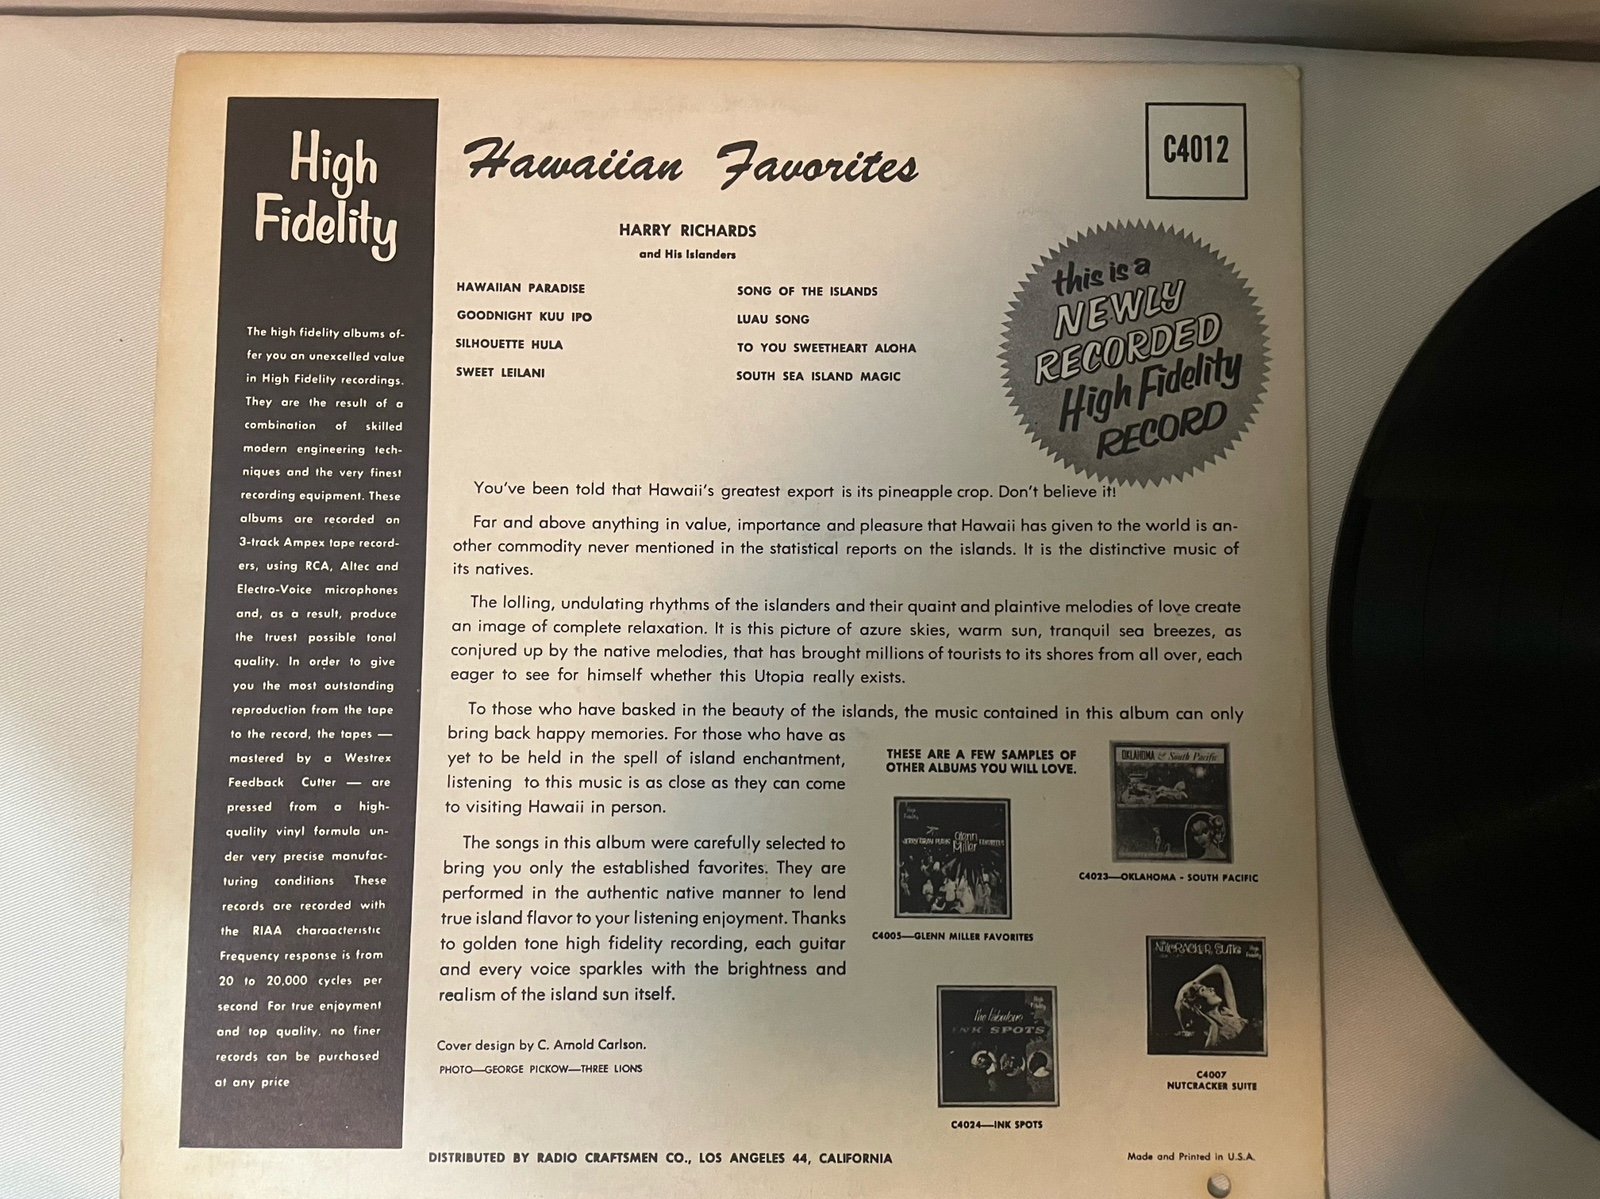 High
Fidelity
The high fidelity albums of-
fer you an unexcelled value
in High Fidelity recordings.
They are the result of a
combination of skilled
modern engineering tech-
niques and the very finest
recording equipment. These
albums are recorded on
3-track Ampex tape record-
ers, using RCA, Altec and
Electro-Voice microphones
and, as a result, produce
the truest possible tonal
quality. In order to give
you the most outstanding
reproduction from the tape
to the record, the tapes —
mastered by a Westrex
Feedback Cutter — are
pressed from a high-
quality vinyl formula un-
der very precise manufac-
turing conditions These
records are recorded with
the RIAA charaacteristic
Frequency response is from
20 to 20,000 cycles per
second For true enjoyment
and top quality, no finer
records can be purchased
at any price
Hawaiian Favorites
C4012
HARRY RICHARDS
and His Islanders
HAWAIIAN PARADISE
GOODNIGHT KUU IPO
SILHOUETTE HULA
SWEET LEILANI
SONG OF THE ISLANDS
LUAU SONG
TO YOU SWEETHEART ALOHA
SOUTH SEA ISLAND MAGIC
this is a
NEWLY
RECORDED
High Fidelity
RECORD
You've been told that Hawaii's greatest export is its pineapple crop. Don't believe it!
Far and above anything in value, importance and pleasure that Hawaii has given to the world is an-
other commodity never mentioned in the statistical reports on the islands. It is the distinctive music of
its natives.
The lolling, undulating rhythms of the islanders and their quaint and plaintive melodies of love create
an image of complete relaxation. It is this picture of azure skies, warm sun, tranquil sea breezes, as
conjured up by the native melodies, that has brought millions of tourists to its shores from all over, each
eager to see for himself whether this Utopia really exists.
To those who have basked in the beauty of the islands, the music contained in this album can only
bring back happy memories. For those who have as
yet to be held in the spell of island enchantment,
listening to this music is as close as they can come
to visiting Hawaii in person.
The songs in this album were carefully selected to
bring you only the established favorites. They are
performed in the authentic native manner to lend
true island flavor to your listening enjoyment. Thanks
to golden tone high fidelity recording, each guitar
and every voice sparkles with the brightness and
realism of the island sun itself.
Cover design by C. Arnold Carlson.
PHOTO—GEORGE PICKOW—THREE LIONS
THESE ARE A FEW SAMPLES OF
OTHER ALBUMS YOU WILL LOVE.
OKLAHOMA & South Pacific
C4023—OKLAHOMA - SOUTH PACIFIC
High
Fidelity
Glenn
Miller
FAVORITES
C4005—GLENN MILLER FAVORITES
NUTCRACKER SUITE
High
Fidelity
C4007
NUTCRACKER SUITE
High
Fidelity
The Fabulous
INK SPOTS
C4024—INK SPOTS
DISTRIBUTED BY RADIO CRAFTSMEN CO., LOS ANGELES 44, CALIFORNIA
Made and Printed in U.S.A.